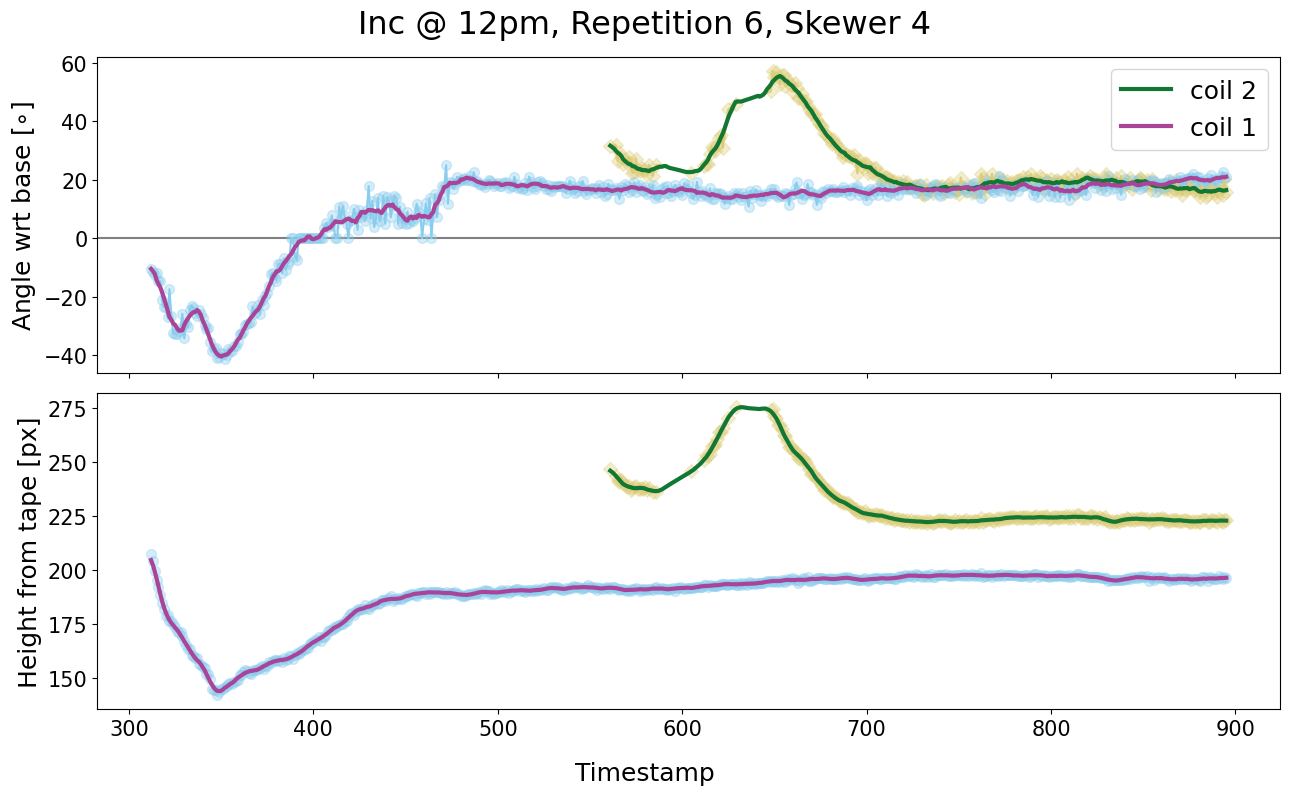 Inc @ 12pm, Repetition 6, Skewer 4
Angle wrt base [∘]
60
40
20
0
−20
−40
coil 2
coil 1
Height from tape [px]
275
250
225
200
175
150
300 400 500 600 700 800 900
Timestamp